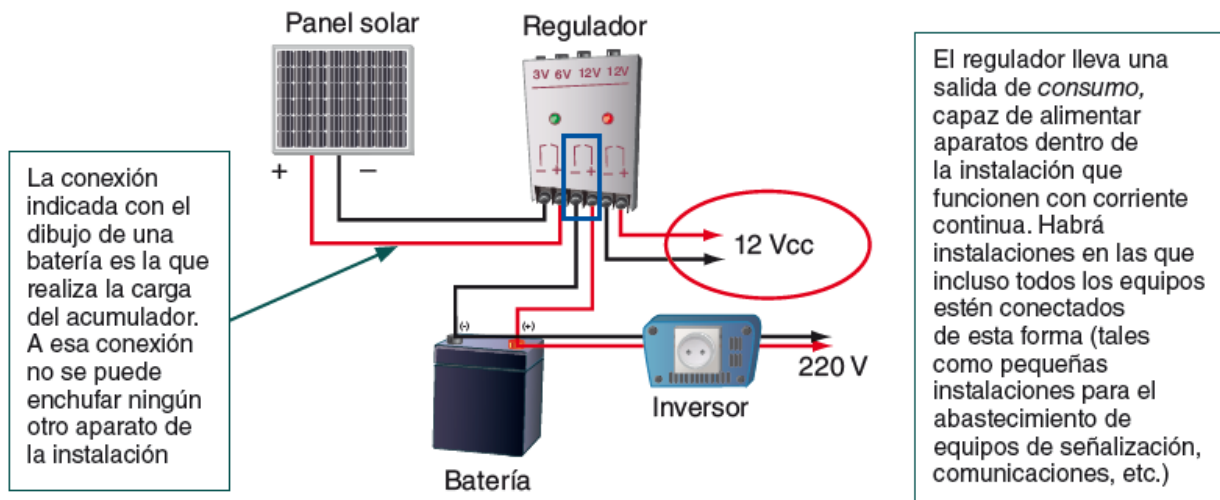 Panel solar
Regulador
3V 6V 12V 12V
− + − + − +
+ −
La conexión
indicada con el
dibujo de una
batería es la que
realiza la carga
del acumulador.
A esa conexión
no se puede
enchufar ningún
otro aparato de
la instalación
12 Vcc
(-) (+)
220 V
Inversor
Batería
El regulador lleva una
salida de consumo,
capaz de alimentar
aparatos dentro de
la instalación que
funcionen con corriente
continua. Habrá
instalaciones en las que
incluso todos los equipos
estén conectados
de esta forma (tales
como pequeñas
instalaciones para el
abastecimiento de
equipos de señalización,
comunicaciones, etc.)